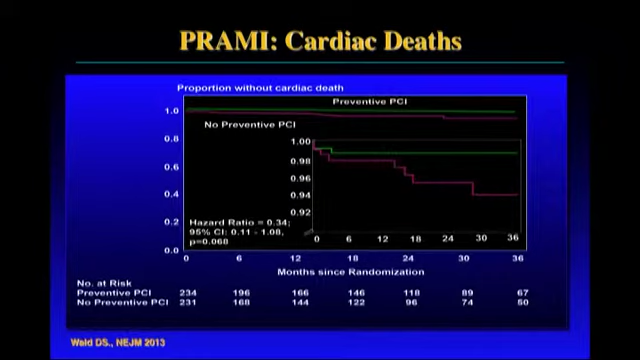 PRAMI: Cardiac Deaths
Proportion without cardiac death
Preventive PCI
1.0
No Preventive PCI
0.8
1.00
0.6
0.98
0.96
0.4
0.94
0.2
0.92
Hazard Ratio = 0.34;
95% CI: 0.11 - 1.08,
p=0.068
0 6 12 18 24 30 36
0.0
0 6 12 18 24 30 36
Months since Randomization
No. at Risk
Preventive PCI 234 196 166 146 118 89 67
No Preventive PCI 231 168 144 122 96 74 50
Wald DS., NEJM 2013